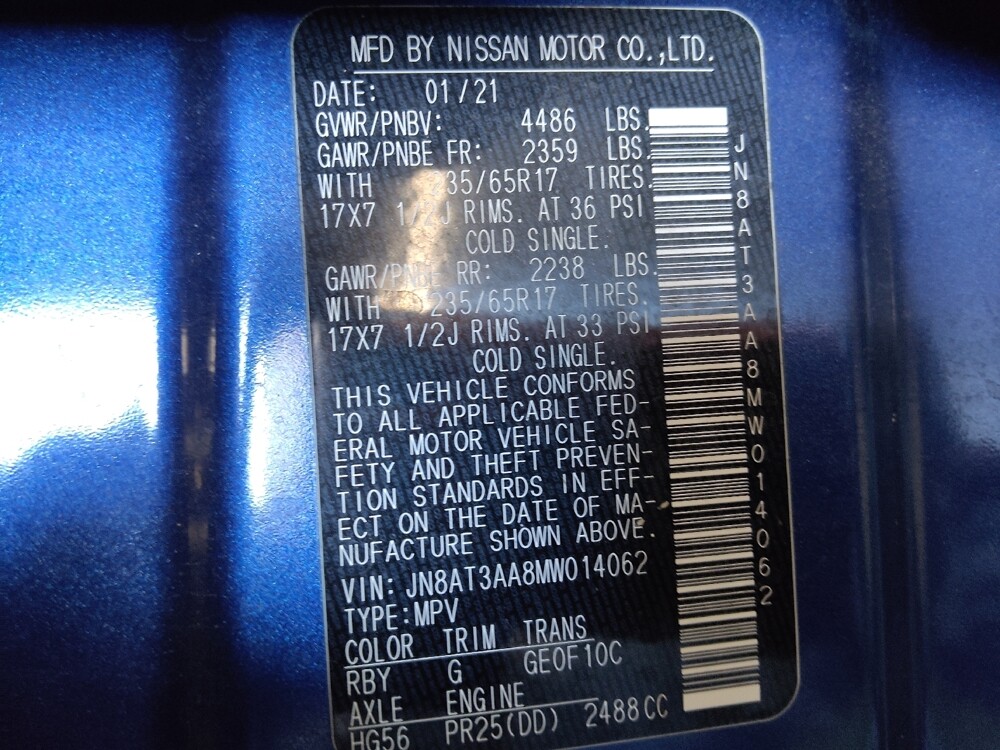 MFD BY NISSAN MOTOR CO.,LTD.
DATE: 01/21
GVWR/PNBV: 4486 LBS.
GAWR/PNBE FR: 2359 LBS.
WITH 235/65R17 TIRES.
17X7 1/2J RIMS. AT 36 PSI
COLD SINGLE.
GAWR/PNBE RR: 2238 LBS.
WITH 235/65R17 TIRES.
17X7 1/2J RIMS. AT 33 PSI
COLD SINGLE.
THIS VEHICLE CONFORMS
TO ALL APPLICABLE FED-
ERAL MOTOR VEHICLE SA-
FETY AND THEFT PREVEN-
TION STANDARDS IN EFF-
ECT ON THE DATE OF MA-
NUFACTURE SHOWN ABOVE.
VIN: JN8AT3AA8MW014062
TYPE:MPV
COLOR TRIM TRANS
RBY G GE0F10C
AXLE ENGINE
HG56 PR25(DD) 2488CC
JN8AT3AA8MW014062